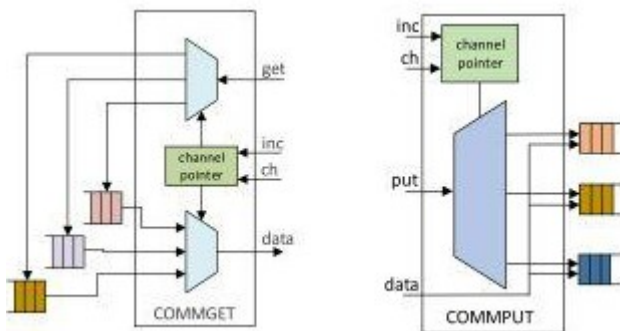 get
inc
channel
pointer
ch
data
COMMGET
inc
ch
channel
pointer
put
data
COMMPUT